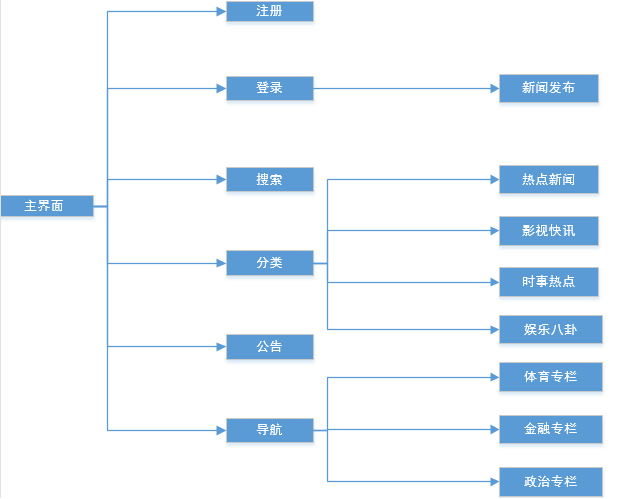 注册
登录
新闻发布
搜索
热点新闻
主界面
影视快讯
分类
时事热点
娱乐八卦
公告
体育专栏
导航
金融专栏
政治专栏